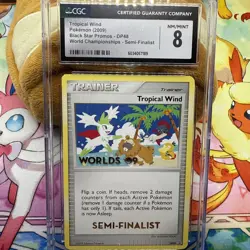 CGC
CERTIFIED GUARANTY COMPANY
Tropical Wind
Pokémon (2009)
Black Star Promos - DP48
World Championships - Semi-Finalist
NM/MINT
8
TRAINER
Tropical Wind
WORLDS 09
Flip a coin. If heads, remove 2 damage
counters from each Active Pokémon
(remove 1 damage counter if a Pokémon
has only 1). If tails, each Active Pokémon
is now Asleep.
SEMI-FINALIST